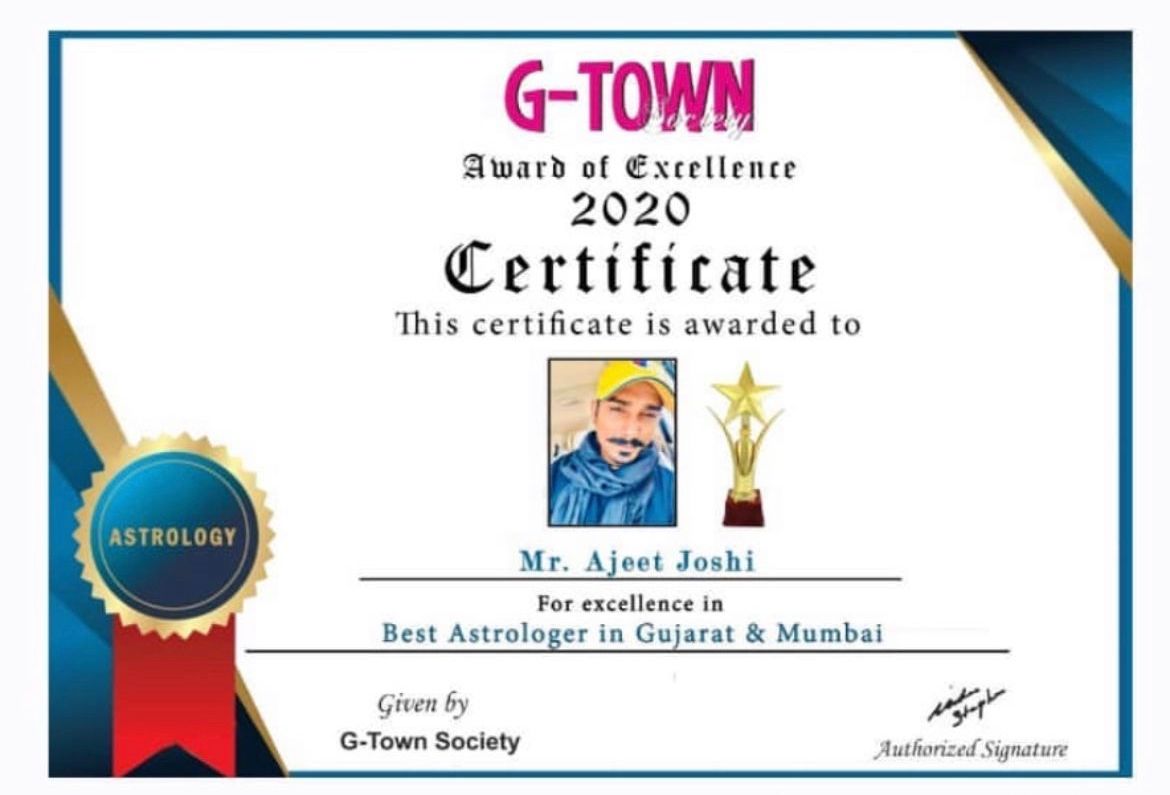 G-TOWN
Society
Award of Excellence
2020
Certificate
This certificate is awarded to
ASTROLOGY
Mr. Ajeet Joshi
For excellence in
Best Astrologer in Gujarat & Mumbai
Given by
G-Town Society
Authorized Signature